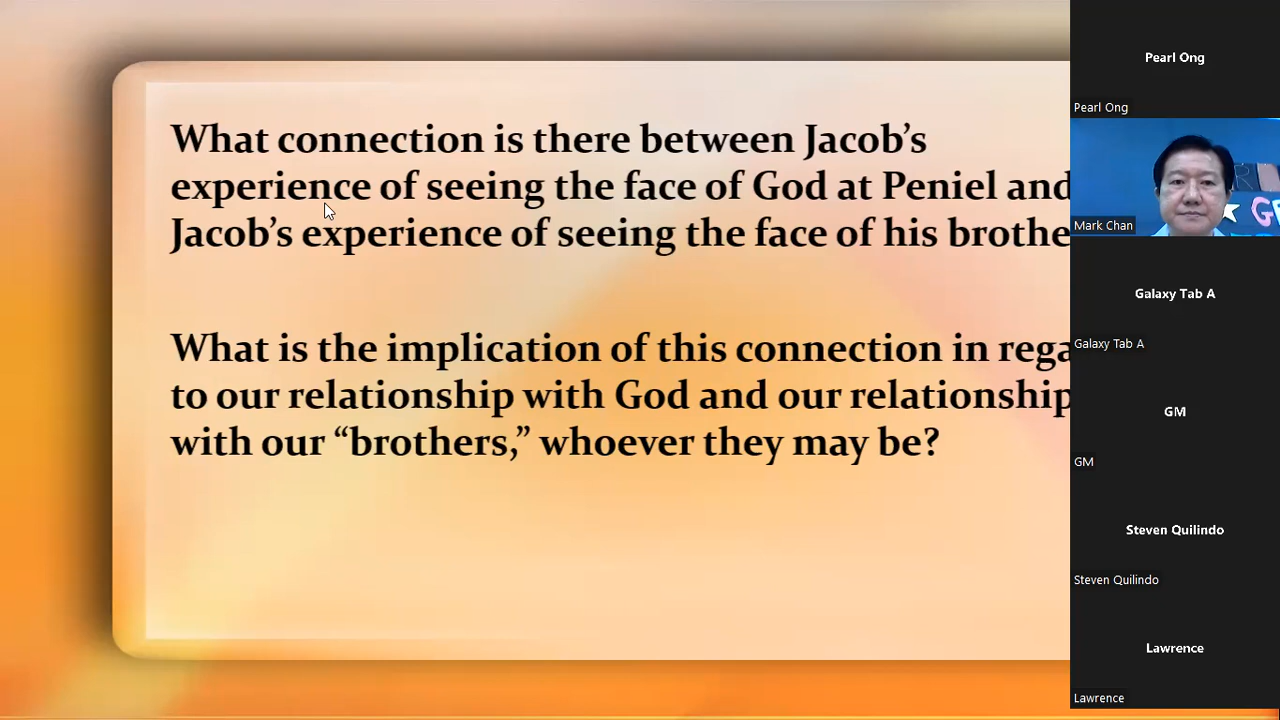 What connection is there between Jacob’s
experience of seeing the face of God at Peniel and
Jacob’s experience of seeing the face of his brothe
What is the implication of this connection in rega
to our relationship with God and our relationship
with our “brothers,” whoever they may be?
Pearl Ong
Pearl Ong
Mark Chan
Galaxy Tab A
Galaxy Tab A
GM
GM
Steven Quilindo
Steven Quilindo
Lawrence
Lawrence